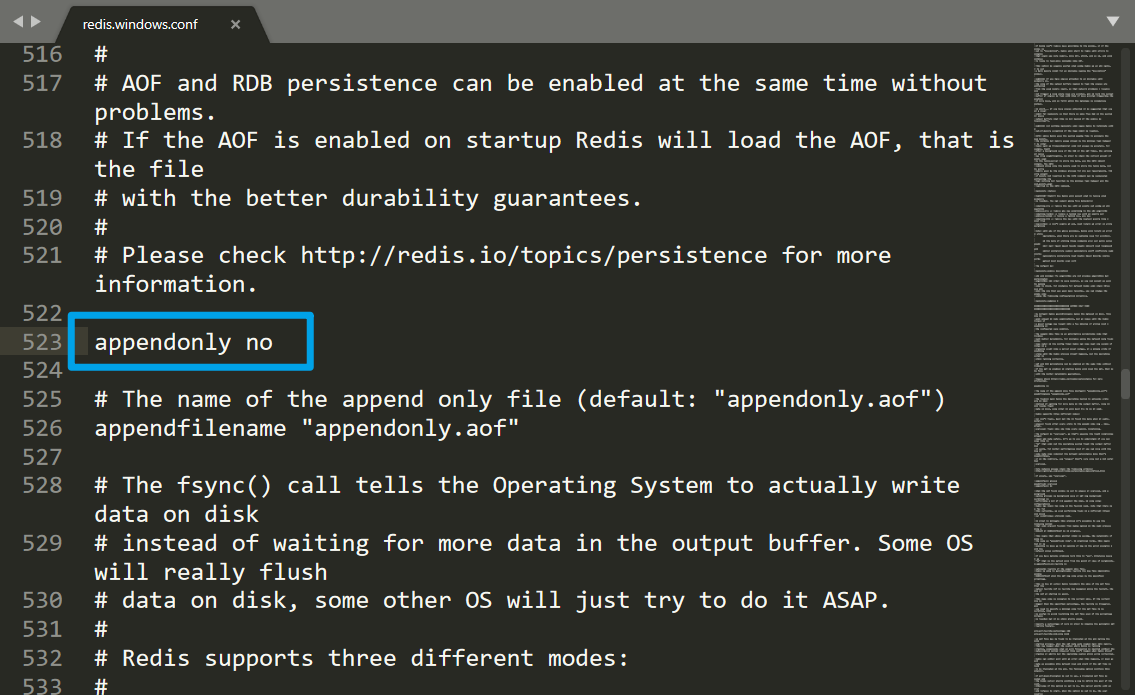 redis.windows.conf ×
516 #
517 # AOF and RDB persistence can be enabled at the same time without
problems.
518 # If the AOF is enabled on startup Redis will load the AOF, that is
the file
519 # with the better durability guarantees.
520 #
521 # Please check http://redis.io/topics/persistence for more
information.
522
523 appendonly no
524
525 # The name of the append only file (default: "appendonly.aof")
526 appendfilename "appendonly.aof"
527
528 # The fsync() call tells the Operating System to actually write
data on disk
529 # instead of waiting for more data in the output buffer. Some OS
will really flush
530 # data on disk, some other OS will just try to do it ASAP.
531 #
532 # Redis supports three different modes:
533 #